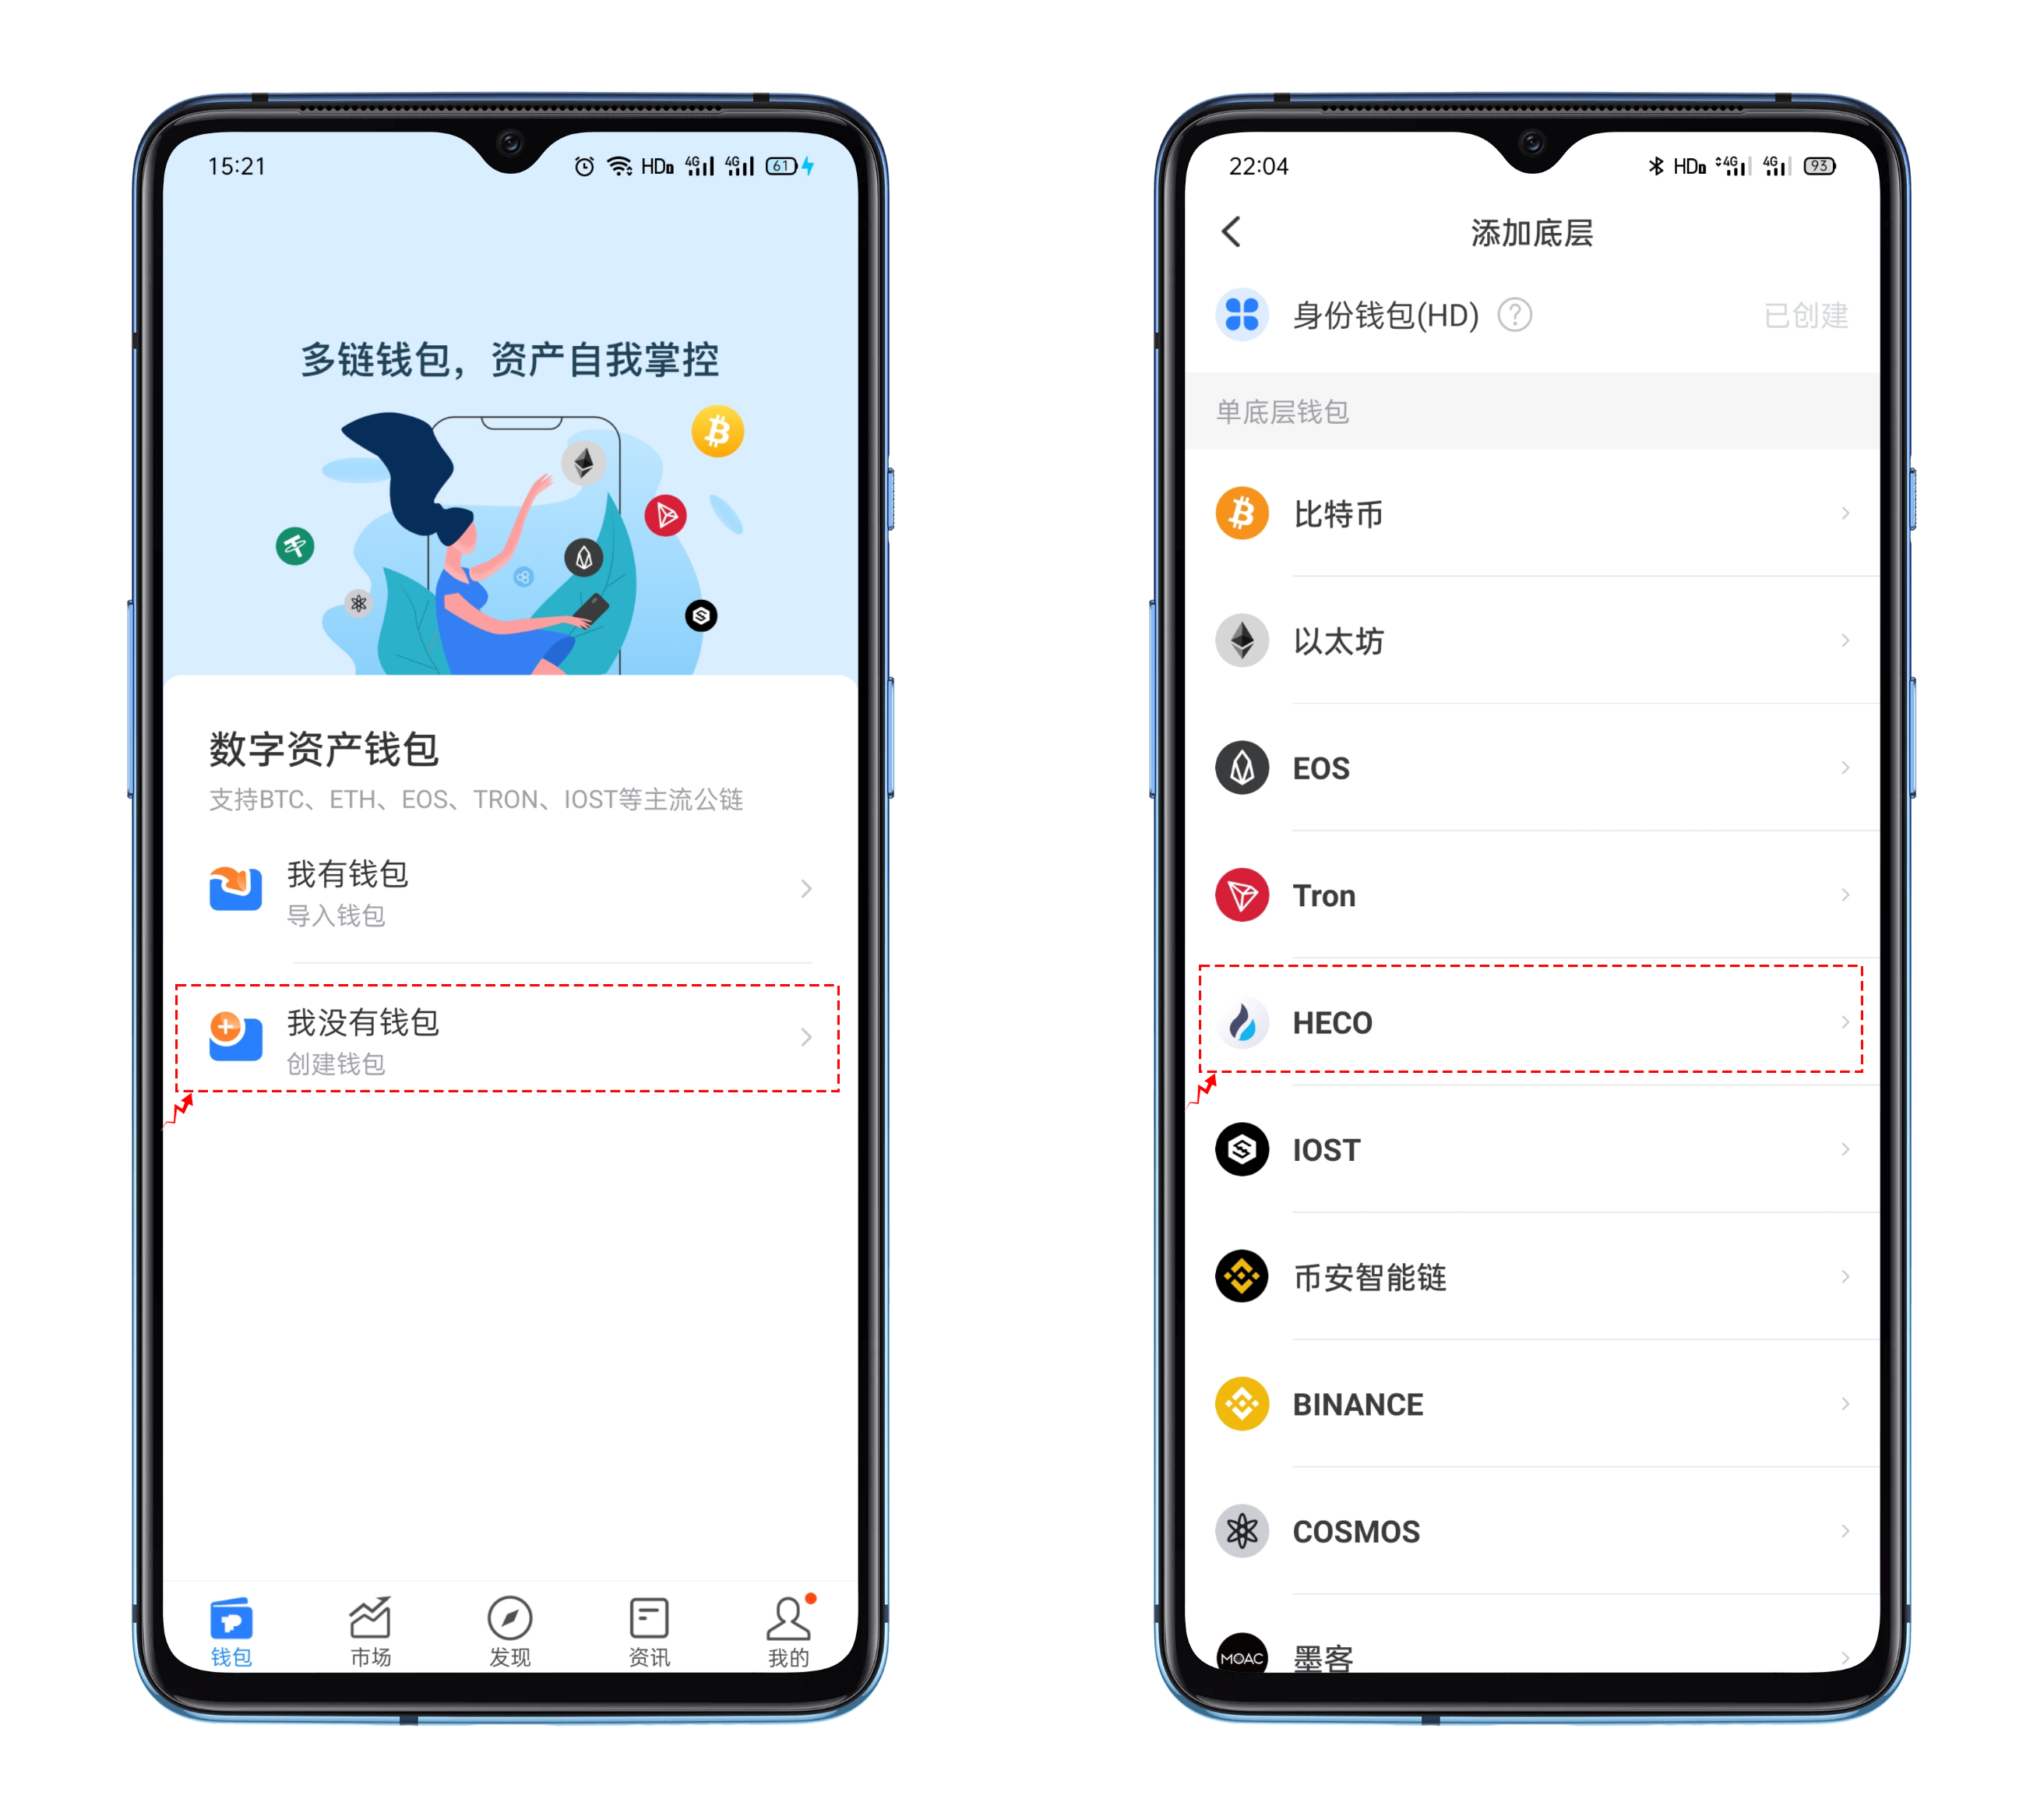 15:21
HD
4G
4G
61
多链钱包，资产自我掌控
数字资产钱包
支持BTC、ETH、EOS、TRON、IOST等主流公链
我有钱包
导入钱包
我没有钱包
创建钱包
钱包
市场
发现
资讯
我的
22:04
HD
4G
4G
93
添加底层
身份钱包(HD) ?
已创建
单底层钱包
比特币
以太坊
EOS
Tron
HECO
IOST
币安智能链
BINANCE
COSMOS
MOAC
墨客